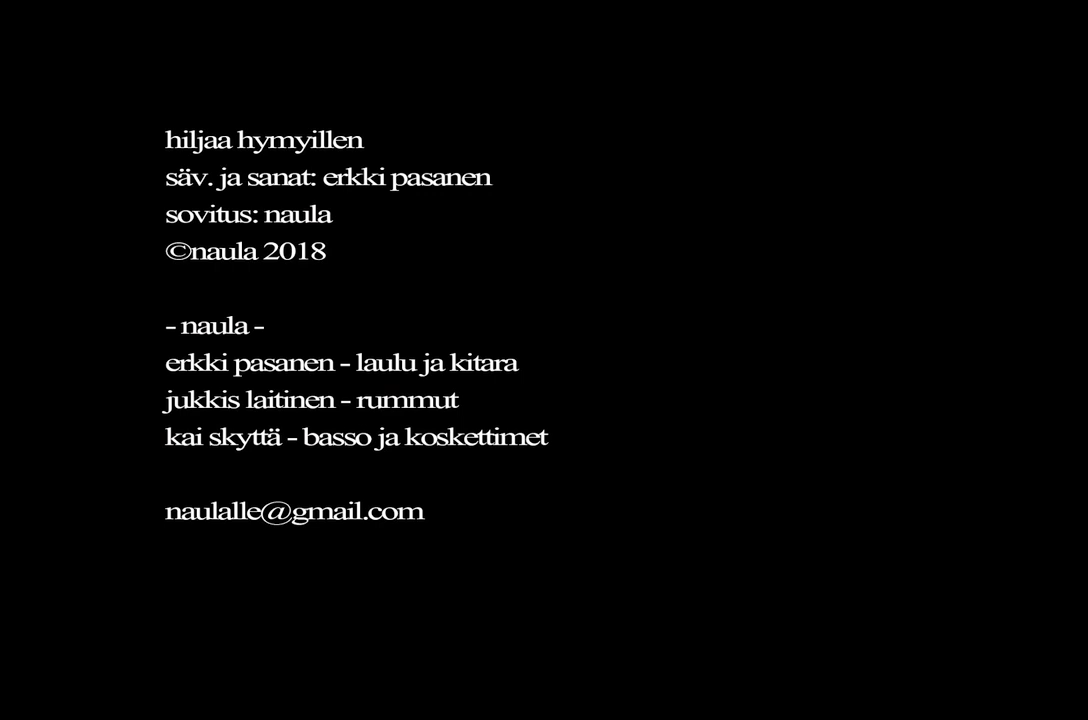 hiljaa hymyillen
säv. ja sanat: erkki pasanen
sovitus: naula
©naula 2018
- naula -
erkki pasanen - laulu ja kitara
jukkis laitinen - rummut
kai skyttä - basso ja koskettimet
naulalle@gmail.com